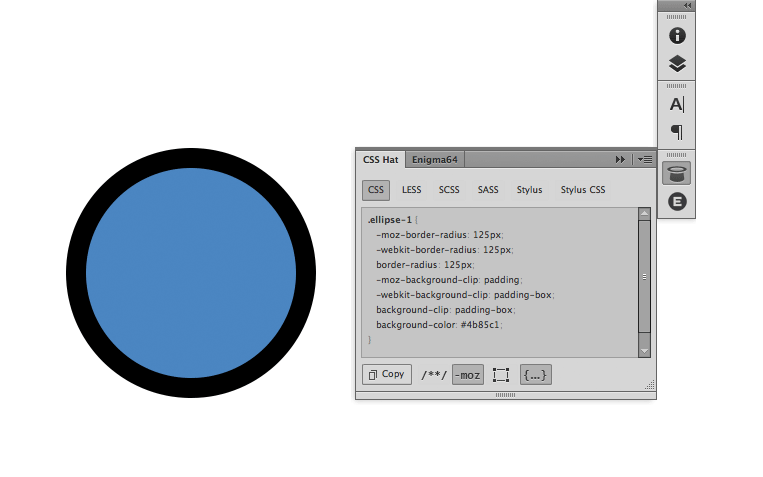 CSS Hat Enigma64
CSS LESS SCSS SASS Stylus Stylus CSS
.ellipse-1 {
-moz-border-radius: 125px;
-webkit-border-radius: 125px;
border-radius: 125px;
-moz-background-clip: padding;
-webkit-background-clip: padding-box;
background-clip: padding-box;
background-color: #4b85c1;
}
Copy /**/ -moz {...}
A
E